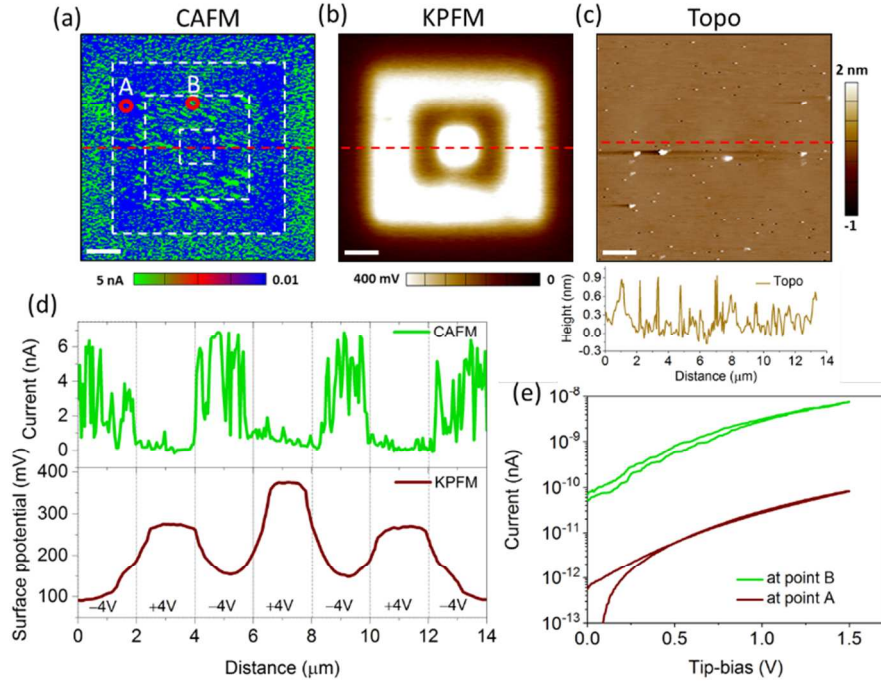 (a) CAFM
(b) KPFM
(c) Topo
A B
2 nm
-1
5 nA 0.01
400 mV 0
(d)
CAFM
Current (nA)
6
4
2
0
KPFM
Surface ppotential (mV)
400
300
200
100
−4V +4V −4V +4V −4V +4V −4V
0 2 4 6 8 10 12 14
Distance (μm)
Topo
Height (nm)
0.9
0.6
0.3
0.0
-0.3
0 2 4 6 8 10 12 14
Distance (μm)
(e)
Current (nA)
10⁻⁸
10⁻⁹
10⁻¹⁰
10⁻¹¹
10⁻¹²
10⁻¹³
at point B
at point A
0.0 0.5 1.0 1.5
Tip-bias (V)